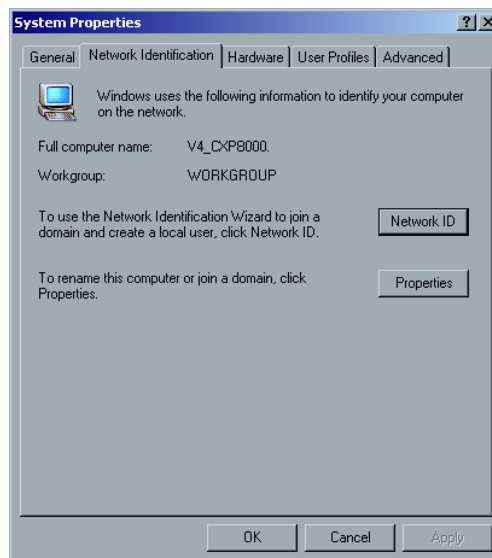 System Properties
General Network Identification Hardware User Profiles Advanced
Windows uses the following information to identify your computer
on the network.
Full computer name: V4_CXP8000.
Workgroup: WORKGROUP
To use the Network Identification Wizard to join a
domain and create a local user, click Network ID.
Network ID
To rename this computer or join a domain, click
Properties.
Properties
OK Cancel Apply